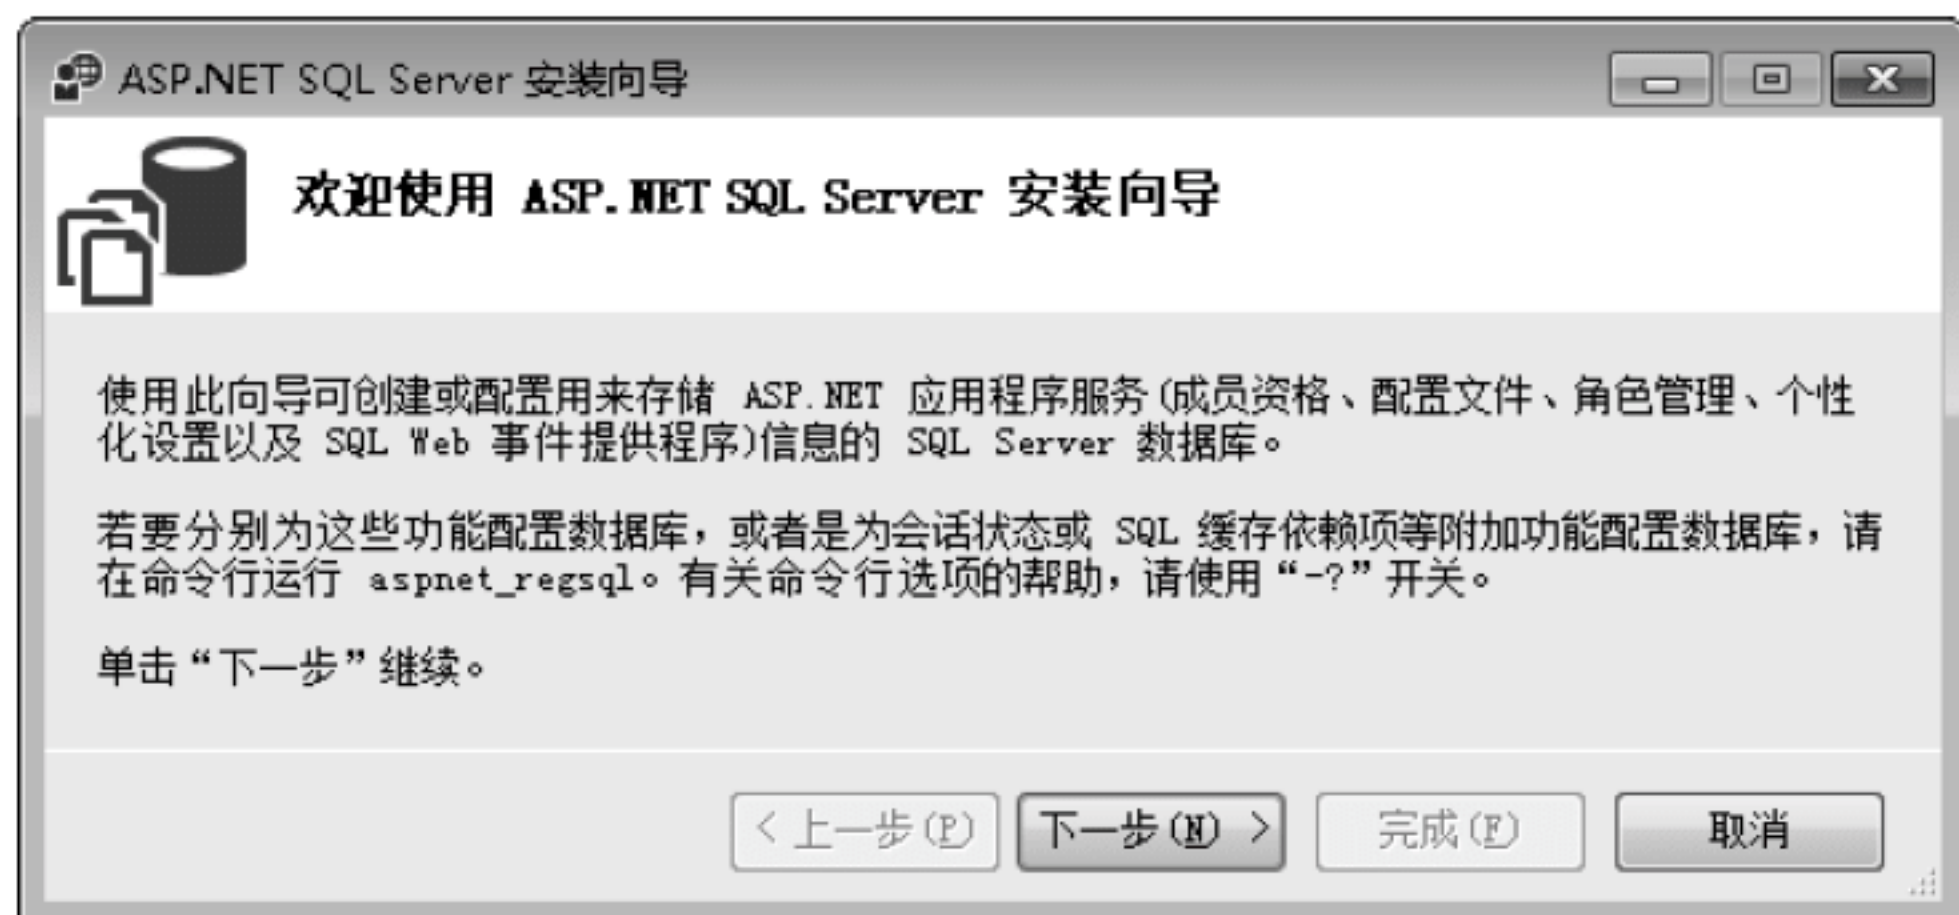 ASP.NET SQL Server 安装向导
欢迎使用 ASP.NET SQL Server 安装向导
使用此向导可创建或配置用来存储 ASP.NET 应用程序服务(成员资格、配置文件、角色管理、个性
化设置以及 SQL Web 事件提供程序)信息的 SQL Server 数据库。
若要分别为这些功能配置数据库，或者是为会话状态或 SQL 缓存依赖项等附加功能配置数据库，请
在命令行运行 aspnet_regsql。有关命令行选项的帮助，请使用“-?”开关。
单击“下一步”继续。
< 上一步(P) 下一步(N) > 完成(F) 取消